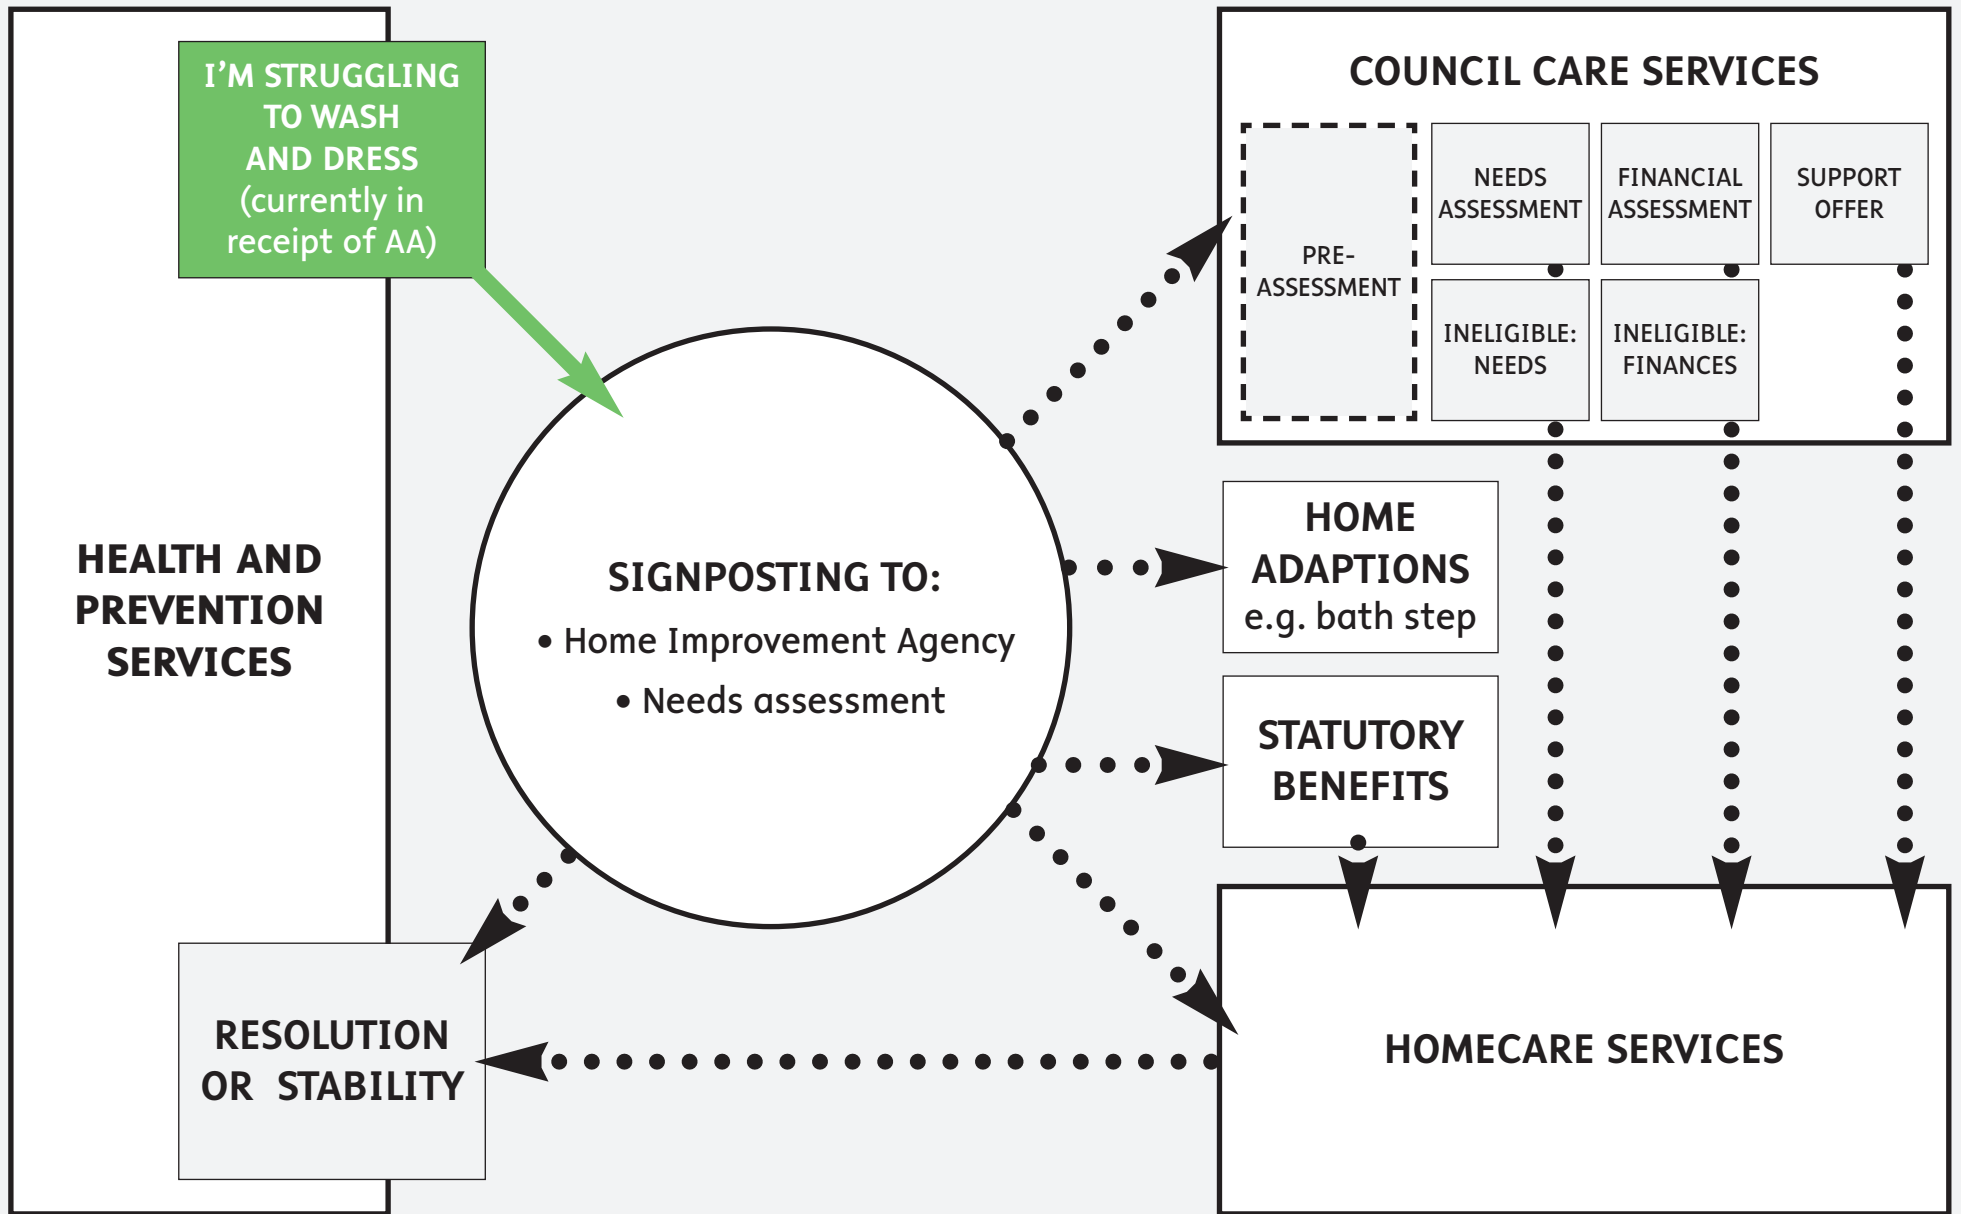 I’M STRUGGLING
TO WASH
AND DRESS
(currently in
receipt of AA)
HEALTH AND
PREVENTION
SERVICES
SIGNPOSTING TO:
• Home Improvement Agency
• Needs assessment
RESOLUTION
OR STABILITY
COUNCIL CARE SERVICES
PRE-
ASSESSMENT
NEEDS
ASSESSMENT
FINANCIAL
ASSESSMENT
SUPPORT
OFFER
INELIGIBLE:
NEEDS
INELIGIBLE:
FINANCES
HOME
ADAPTIONS
e.g. bath step
STATUTORY
BENEFITS
HOMECARE SERVICES